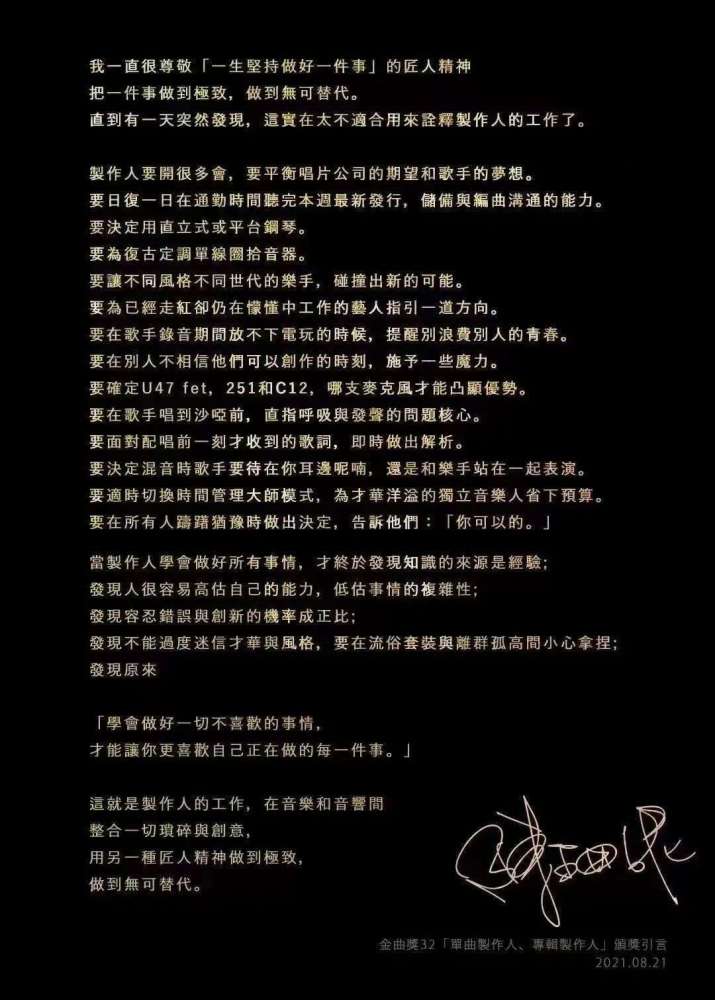 我一直很尊敬「一生堅持做好一件事」的匠人精神
把一件事做到極致，做到無可替代。
直到有一天突然發現，這實在太不適合用來詮釋製作人的工作了。
製作人要開很多會，要平衡唱片公司的期望和歌手的夢想。
要日復一日在通勤時間聽完本週最新發行，儲備與編曲溝通的能力。
要決定用直立式或平台鋼琴。
要為復古定調單線圈拾音器。
要讓不同風格不同世代的樂手，碰撞出新的可能。
要為已經走紅卻仍在懞懂中工作的藝人指引一道方向。
要在歌手錄音期間放不下電玩的時候，提醒別浪費別人的青春。
要在別人不相信他們可以創作的時刻，施予一些魔力。
要確定U47 fet，251和C12，哪支麥克風才能凸顯優勢。
要在歌手唱到沙啞前，直指呼吸與發聲的問題核心。
要面對配唱前一刻才收到的歌詞，即時做出解析。
要決定混音時歌手要待在你耳邊呢喃，還是和樂手站在一起表演。
要適時切換時間管理大師模式，為才華洋溢的獨立音樂人省下預算。
要在所有人躊躇猶豫時做出決定，告訴他們：「你可以的。」
當製作人學會做好所有事情，才終於發現知識的來源是經驗；
發現人很容易高估自己的能力，低估事情的複雜性；
發現容忍錯誤與創新的機率成正比；
發現不能過度迷信才華與風格，要在流俗套裝與離群孤高間小心拿捏；
發現原來
「學會做好一切不喜歡的事情，
才能讓你更喜歡自己正在做的每一件事。」
這就是製作人的工作，在音樂和音響間
整合一切瑣碎與創意，
用另一種匠人精神做到極致，
做到無可替代。
金曲獎32「單曲製作人、專輯製作人」頒獎引言
2021.08.21